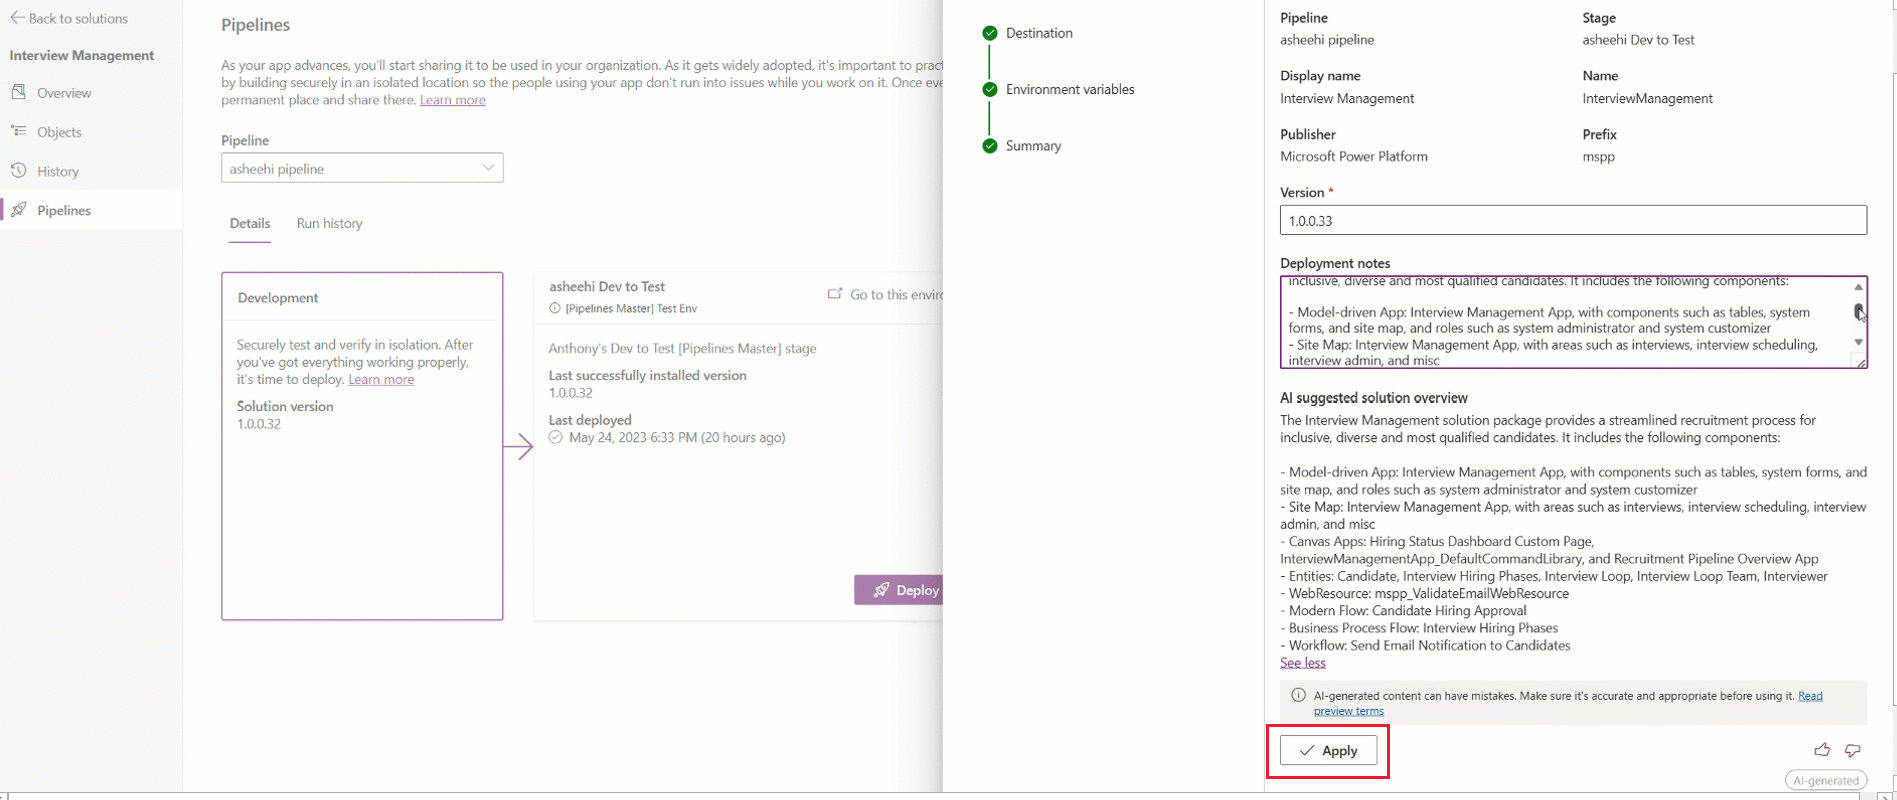 Back to solutions
Interview Management
Overview
Objects
History
Pipelines
Pipelines
As your app advances, you'll start sharing it to be used in your organization. As it gets widely adopted, it's important to pract
by building securely in an isolated location so the people using your app don't run into issues while you work on it. Once eve
permanent place and share there. Learn more
Pipeline
asheehi pipeline
Details
Run history
Development
Securely test and verify in isolation. After
you've got everything working properly,
it's time to deploy. Learn more
Solution version
1.0.0.32
asheehi Dev to Test
Go to this enviro
[Pipelines Master] Test Env
Anthony's Dev to Test [Pipelines Master] stage
Last successfully installed version
1.0.0.32
Last deployed
May 24, 2023 6:33 PM (20 hours ago)
Deploy
Destination
Environment variables
Summary
Pipeline
asheehi pipeline
Stage
asheehi Dev to Test
Display name
Interview Management
Name
InterviewManagement
Publisher
Microsoft Power Platform
Prefix
mspp
Version *
1.0.0.33
Deployment notes
inclusive, diverse and most qualified candidates. It includes the following components:
- Model-driven App: Interview Management App, with components such as tables, system
forms, and site map, and roles such as system administrator and system customizer
- Site Map: Interview Management App, with areas such as interviews, interview scheduling,
interview admin, and misc
AI suggested solution overview
The Interview Management solution package provides a streamlined recruitment process for
inclusive, diverse and most qualified candidates. It includes the following components:
- Model-driven App: Interview Management App, with components such as tables, system forms, and
site map, and roles such as system administrator and system customizer
- Site Map: Interview Management App, with areas such as interviews, interview scheduling, interview
admin, and misc
- Canvas Apps: Hiring Status Dashboard Custom Page,
InterviewManagementApp_DefaultCommandLibrary, and Recruitment Pipeline Overview App
- Entities: Candidate, Interview Hiring Phases, Interview Loop, Interview Loop Team, Interviewer
- WebResource: mspp_ValidateEmailWebResource
- Modern Flow: Candidate Hiring Approval
- Business Process Flow: Interview Hiring Phases
- Workflow: Send Email Notification to Candidates
See less
AI-generated content can have mistakes. Make sure it's accurate and appropriate before using it. Read
preview terms
Apply
AI-generated